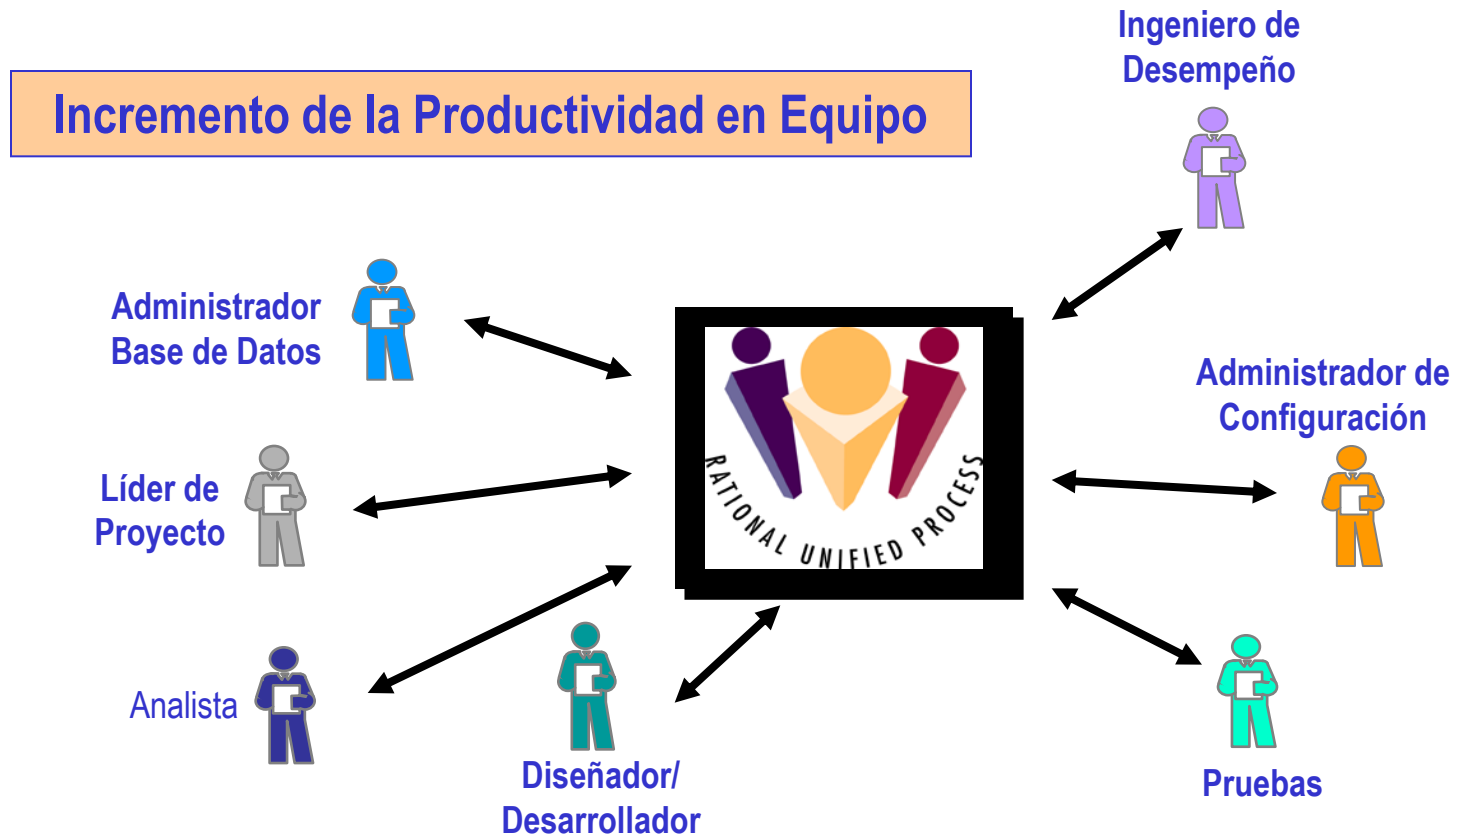 Ingeniero de
Desempeño
Incremento de la Productividad en Equipo
Administrador
Base de Datos
Administrador de
Configuración
RATIONAL UNIFIED PROCESS
Líder de
Proyecto
Analista
Diseñador/
Desarrollador
Pruebas